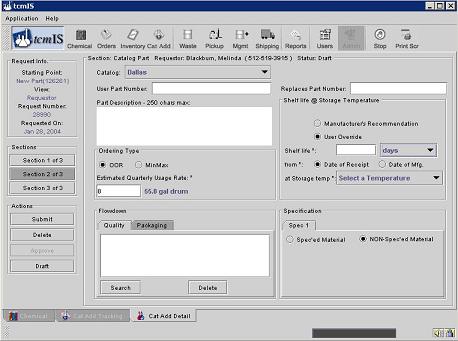 tcmIS
Application Help
tcmIS
Chemical Orders Inventory Cat Add Waste Pickup Mgmt Shipping Reports Users Admin Stop Print Scr
Request Info.
Starting Point:
New Part(126261)
View:
Requestor
Request Number:
28990
Requested On:
Jan 28, 2004
Sections
Section 1 of 3
Section 2 of 3
Section 3 of 3
Actions
Submit
Delete
Approve
Draft
Section: Catalog Part Requestor: Blackburn, Melinda (512-519-3915) Status: Draft
Catalog: Dallas
User Part Number:
Replaces Part Number:
Part Description - 250 chars max:
Shelf life @ Storage Temperature
Manufacturer's Recommendation
User Override
Shelf life *: days
from *: Date of Receipt Date of Mfg.
at Storage temp *: Select a Temperature
Ordering Type
OOR MinMax
Estimated Quarterly Usage Rate: *
8 55.0 gal drum
Flowdown
Quality Packaging
Search Delete
Specification
Spec 1
Spec'ed Material NON-Spec'ed Material
Chemical Cat Add Tracking Cat Add Detail